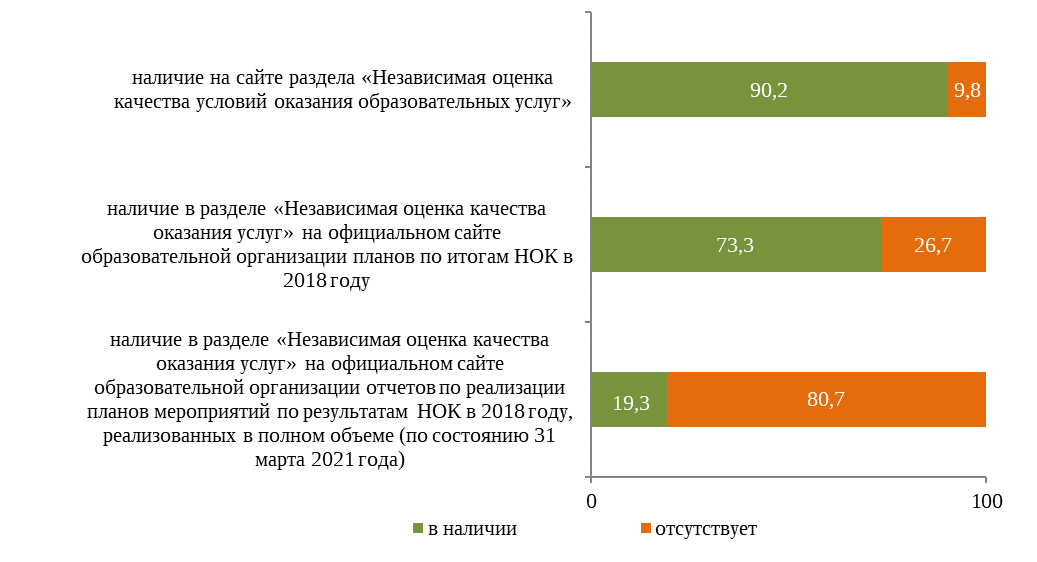 наличие на сайте раздела «Независимая оценка
качества условий оказания образовательных услуг»
90,2
9,8
наличие в разделе «Независимая оценка качества
оказания услуг» на официальном сайте
образовательной организации планов по итогам НОК в
2018 году
73,3
26,7
наличие в разделе «Независимая оценка качества
оказания услуг» на официальном сайте
образовательной организации отчетов по реализации
планов мероприятий по результатам НОК в 2018 году,
реализованных в полном объеме (по состоянию 31
марта 2021 года)
19,3
80,7
0
100
в наличии
отсутствует